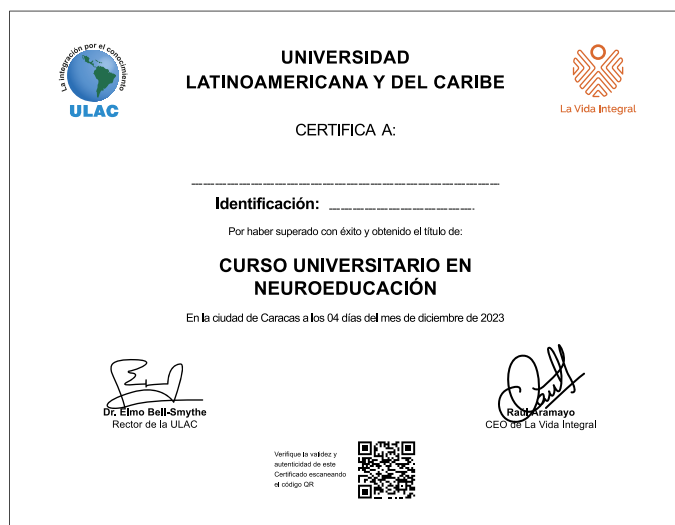 La integración por el conocimiento
ULAC
UNIVERSIDAD
LATINOAMERICANA Y DEL CARIBE
La Vida Integral
CERTIFICA A:
Identificación:
Por haber superado con éxito y obtenido el título de:
CURSO UNIVERSITARIO EN
NEUROEDUCACIÓN
En la ciudad de Caracas a los 04 días del mes de diciembre de 2023
Dr. Elmo Bell-Smythe
Rector de la ULAC
Raúl Aramayo
CEO de La Vida Integral
Verifique la validez y
autenticidad de este
Certificado escaneando
el código QR